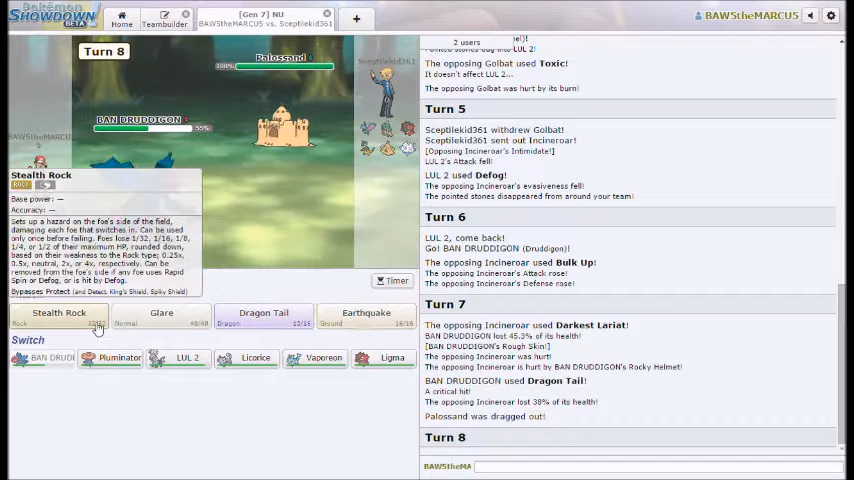 Pokémon
SHOWDOWN
BETA
Home
Teambuilder
[Gen 7] NU
BAW5theMARCUS vs. Sceptilekid361
BAW5theMARCUS
2 users
Turn 8
Palossand
100%
Sceptilekid361
BAN DRUDDIGON
55%
BAW5theMARCU
S
Stealth Rock
ROCK
Base power: —
Accuracy: —
Sets up a hazard on the foe's side of the field,
damaging each foe that switches in. Can be used
only once before failing. Foes lose 1/32, 1/16, 1/8,
1/4, or 1/2 of their maximum HP, rounded down,
based on their weakness to the Rock type; 0.25x,
0.5x, neutral, 2x, or 4x, respectively. Can be
removed from the foe's side if any foe uses Rapid
Spin or Defog, or is hit by Defog.
Bypasses Protect (and Detect, King's Shield, Spiky Shield)
Timer
Stealth Rock
Rock 32/32
Glare
Normal 48/48
Dragon Tail
Dragon 15/16
Earthquake
Ground 16/16
Switch
BAN DRUDDI
Pluminator
LUL 2
Licorice
Vaporeon
Ligma
Pointed stones dug into LUL 2!
The opposing Golbat used Toxic!
It doesn't affect LUL 2...
The opposing Golbat was hurt by its burn!
Turn 5
Sceptilekid361 withdrew Golbat!
Sceptilekid361 sent out Incineroar!
[Opposing Incineroar's Intimidate!]
LUL 2's Attack fell!
LUL 2 used Defog!
The opposing Incineroar's evasiveness fell!
The pointed stones disappeared from around your team!
Turn 6
LUL 2, come back!
Go! BAN DRUDDIGON (Druddigon)!
The opposing Incineroar used Bulk Up!
The opposing Incineroar's Attack rose!
The opposing Incineroar's Defense rose!
Turn 7
The opposing Incineroar used Darkest Lariat!
BAN DRUDDIGON lost 45.3% of its health!
[BAN DRUDDIGON's Rough Skin!]
The opposing Incineroar was hurt!
The opposing Incineroar is hurt by BAN DRUDDIGON's Rocky Helmet!
BAN DRUDDIGON used Dragon Tail!
A critical hit!
The opposing Incineroar lost 38% of its health!
Palossand was dragged out!
Turn 8
BAW5theMA